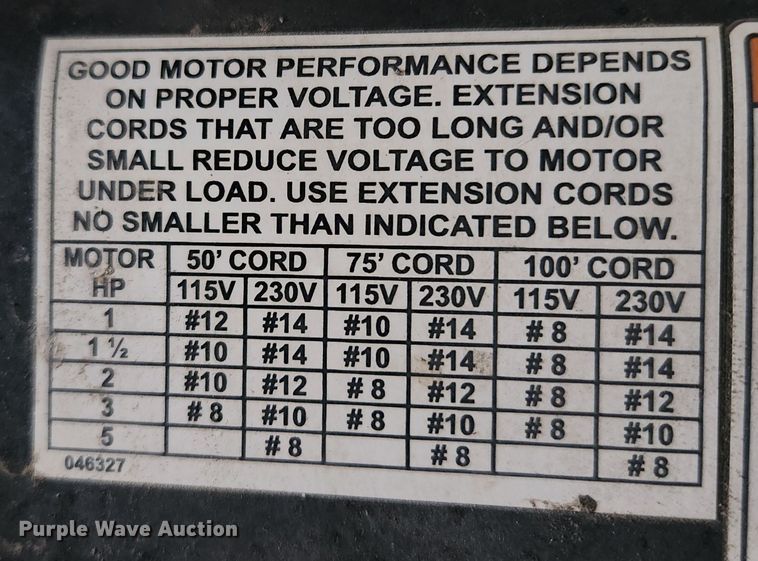 GOOD MOTOR PERFORMANCE DEPENDS
ON PROPER VOLTAGE. EXTENSION
CORDS THAT ARE TOO LONG AND/OR
SMALL REDUCE VOLTAGE TO MOTOR
UNDER LOAD. USE EXTENSION CORDS
NO SMALLER THAN INDICATED BELOW.
MOTOR HP 50' CORD 75' CORD 100' CORD
115V 230V 115V 230V 115V 230V
1 #12 #14 #10 #14 # 8 #14
1 ½ #10 #14 #10 #14 # 8 #14
2 #10 #12 # 8 #12 # 8 #12
3 # 8 #10 # 8 #10 # 8 #10
5 # 8 # 8 # 8
046327
Purple Wave Auction